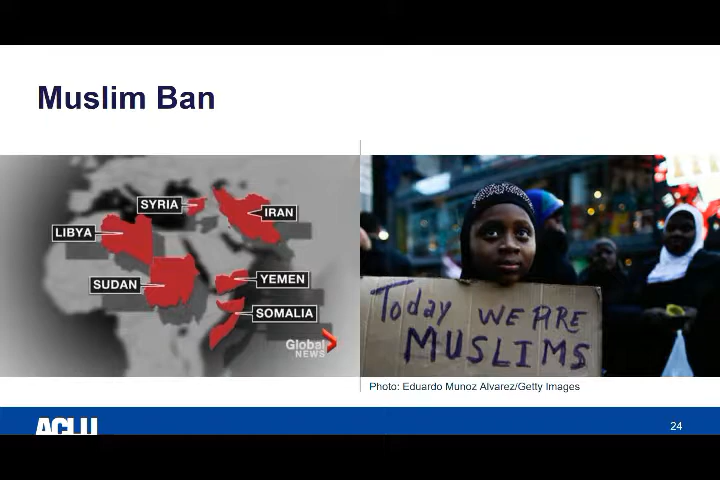 Muslim Ban
SYRIA
IRAN
LIBYA
SUDAN
YEMEN
SOMALIA
Global
NEWS
Today WE ARE
MUSLIMS
Photo: Eduardo Munoz Alvarez/Getty Images
ACLU
24